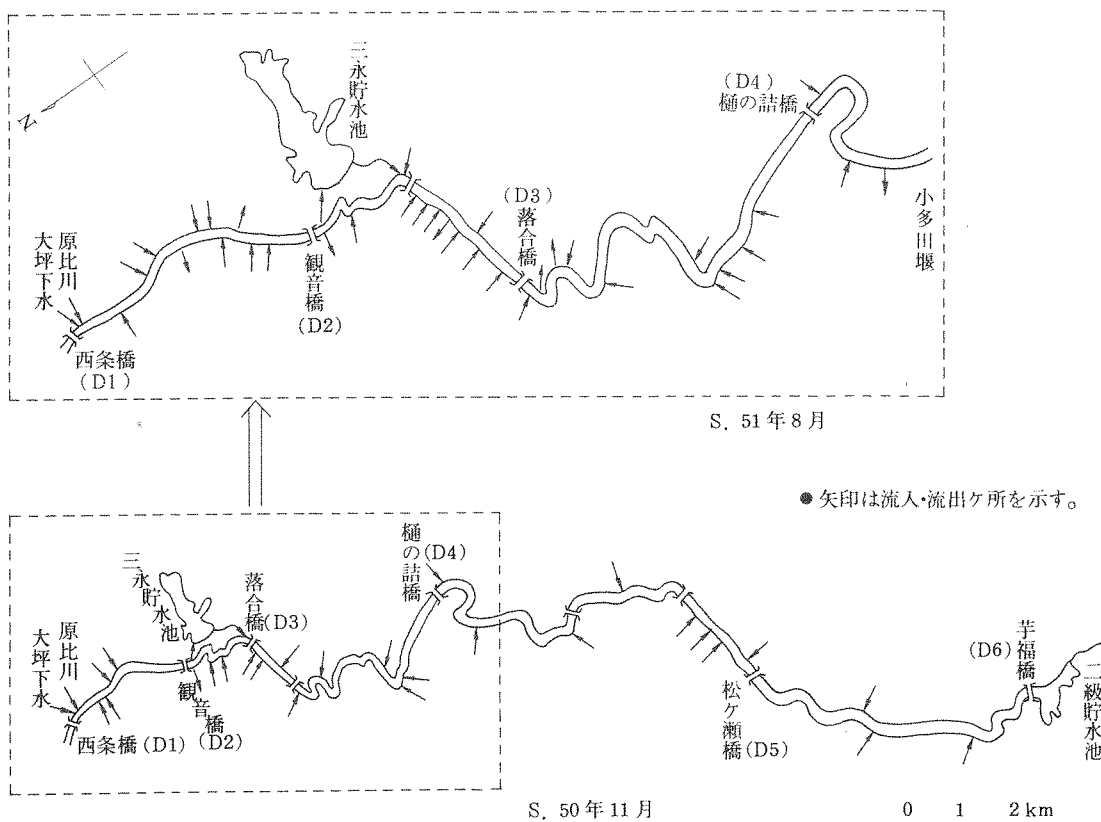 N
三永貯水池
(D4)
樋の詰橋
(D3)
落合橋
小多田堰
原比川
大坪下水
観音橋
(D2)
西条橋
(D1)
S. 51年8月
●矢印は流入・流出ケ所を示す。
樋の詰橋(D4)
三永貯水池
落合橋(D3)
原比川
大坪下水
観音橋
(D2)
西条橋(D1)
芋福橋
(D6)
二級貯水池
松ケ瀬橋(D5)
S. 50年11月
0 1 2km